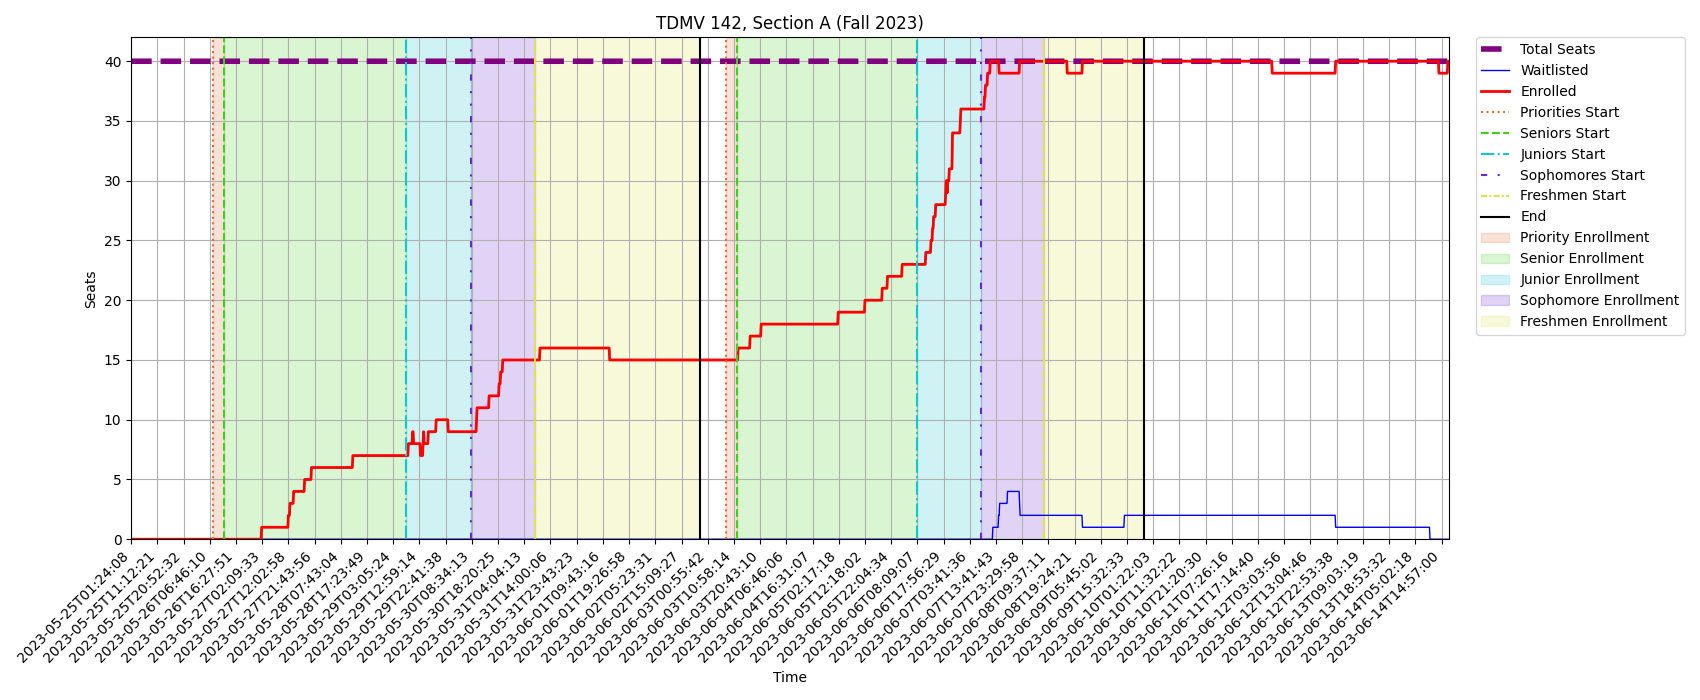 TDMV 142, Section A (Fall 2023)
Seats
40
35
30
25
20
15
10
5
0
2023-05-25T01:24:08
2023-05-25T11:12:21
2023-05-25T20:52:32
2023-05-26T06:46:10
2023-05-26T16:27:51
2023-05-27T02:09:33
2023-05-27T12:02:58
2023-05-27T21:43:56
2023-05-28T07:43:04
2023-05-28T17:23:49
2023-05-29T03:05:24
2023-05-29T12:59:14
2023-05-29T22:41:38
2023-05-30T08:34:13
2023-05-30T18:20:25
2023-05-31T04:04:13
2023-05-31T14:00:06
2023-05-31T23:43:23
2023-06-01T09:43:16
2023-06-01T19:26:58
2023-06-02T05:23:31
2023-06-02T15:09:27
2023-06-03T00:55:42
2023-06-03T10:58:14
2023-06-03T20:43:10
2023-06-04T06:46:06
2023-06-04T16:31:07
2023-06-05T02:17:18
2023-06-05T12:18:02
2023-06-05T22:04:34
2023-06-06T08:09:07
2023-06-06T17:56:29
2023-06-07T03:41:36
2023-06-07T13:41:43
2023-06-07T23:29:58
2023-06-08T09:37:11
2023-06-08T19:24:21
2023-06-09T05:45:02
2023-06-09T15:32:33
2023-06-10T01:22:03
2023-06-10T11:32:22
2023-06-10T21:20:30
2023-06-11T07:26:16
2023-06-11T17:14:40
2023-06-12T03:03:56
2023-06-12T13:04:46
2023-06-12T22:53:38
2023-06-13T09:03:19
2023-06-13T18:53:32
2023-06-14T05:02:18
2023-06-14T14:57:00
Time
Total Seats
Waitlisted
Enrolled
Priorities Start
Seniors Start
Juniors Start
Sophomores Start
Freshmen Start
End
Priority Enrollment
Senior Enrollment
Junior Enrollment
Sophomore Enrollment
Freshmen Enrollment